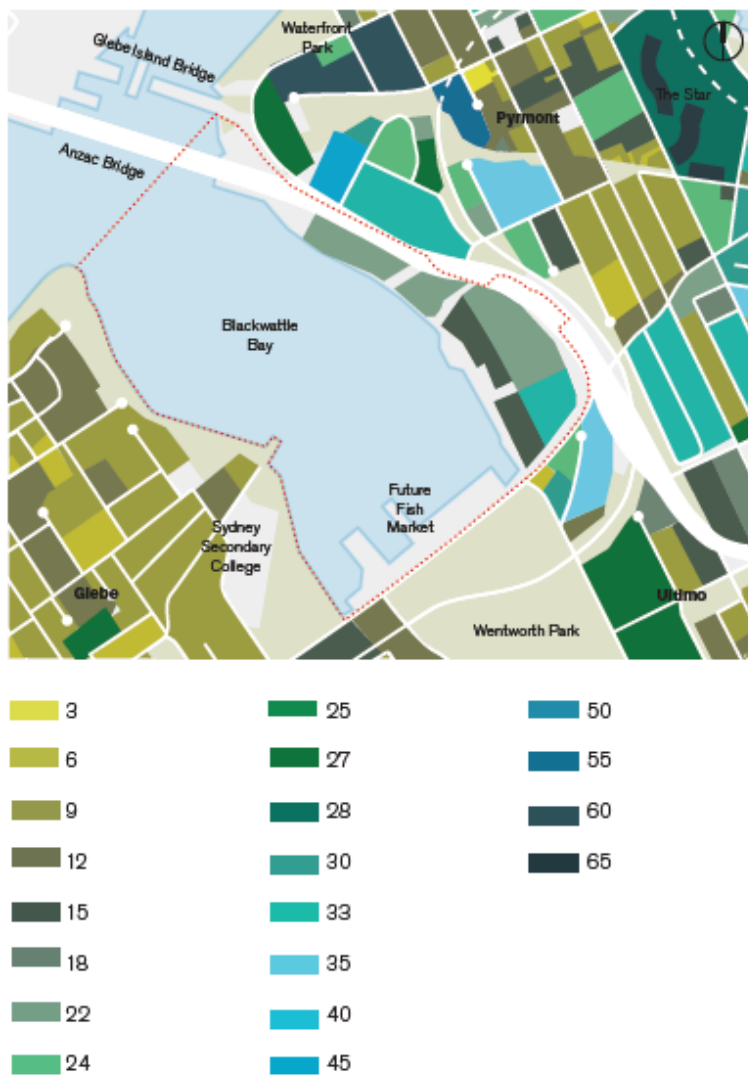 Waterfront
Park
Glebe Island Bridge
The Star
Pyrmont
Anzac Bridge
Blackwattle
Bay
Future
Fish
Market
Sydney
Secondary
College
Glebe
Ultimo
Wentworth Park
3
6
9
12
15
18
22
24
25
27
28
30
33
35
40
45
50
55
60
65